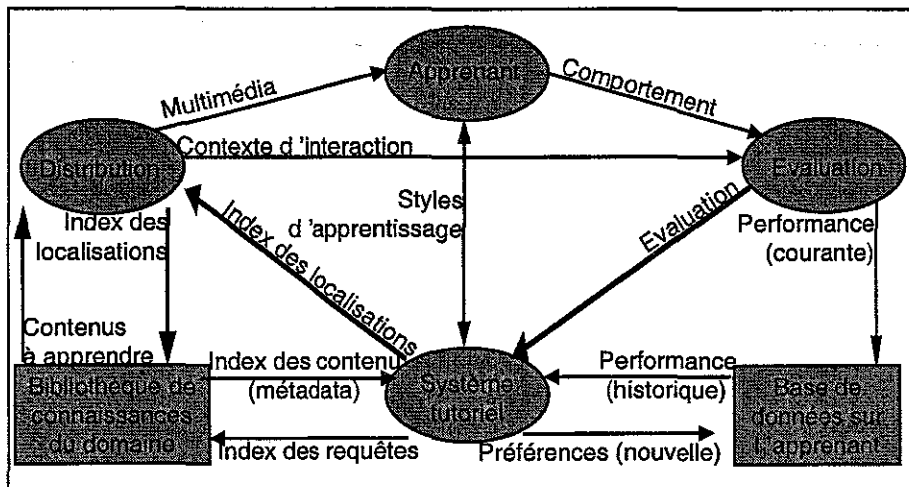 Apprenant
Multimédia
Comportement
Contexte d 'interaction
Distribution
Evaluation
Index des
localisations
Styles
d 'apprentissage
Index des localisations
Evaluation
Performance
(courante)
Contenus
à apprendre
Bibliothèque de
connaissances
du domaine
Index des contenu
(métadata)
Système
tutoriel
Performance
(historique)
Base de
données sur
l 'apprenant
Index des requêtes
Préférences (nouvelle)